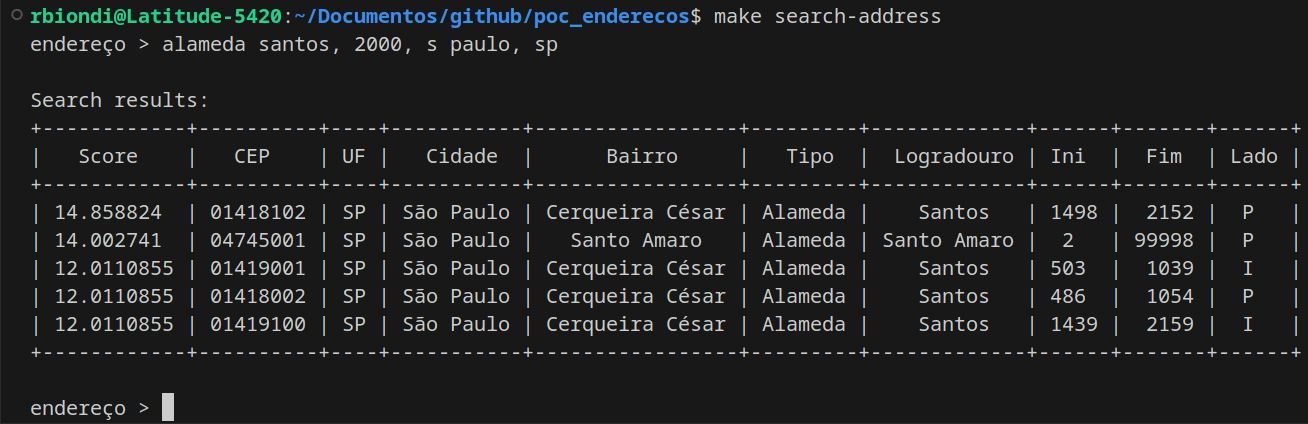 rbiondi@Latitude-5420:~/Documentos/github/poc_enderecos$ make search-address
endereço > alameda santos, 2000, s paulo, sp
Search results:
+------------+----------+----+-----------+-----------------+---------+-------------+------+-------+------+
|   Score    |   CEP    | UF |   Cidade  |      Bairro     |   Tipo  |  Logradouro | Ini  |  Fim  | Lado |
+------------+----------+----+-----------+-----------------+---------+-------------+------+-------+------+
| 14.858824  | 01418102 | SP | São Paulo | Cerqueira César | Alameda |    Santos   | 1498 |  2152 |  P   |
| 14.002741  | 04745001 | SP | São Paulo |   Santo Amaro   | Alameda | Santo Amaro |  2   | 99998 |  P   |
| 12.0110855 | 01419001 | SP | São Paulo | Cerqueira César | Alameda |    Santos   | 503  |  1039 |  I   |
| 12.0110855 | 01418002 | SP | São Paulo | Cerqueira César | Alameda |    Santos   | 486  |  1054 |  P   |
| 12.0110855 | 01419100 | SP | São Paulo | Cerqueira César | Alameda |    Santos   | 1439 |  2159 |  I   |
+------------+----------+----+-----------+-----------------+---------+-------------+------+-------+------+
endereço >